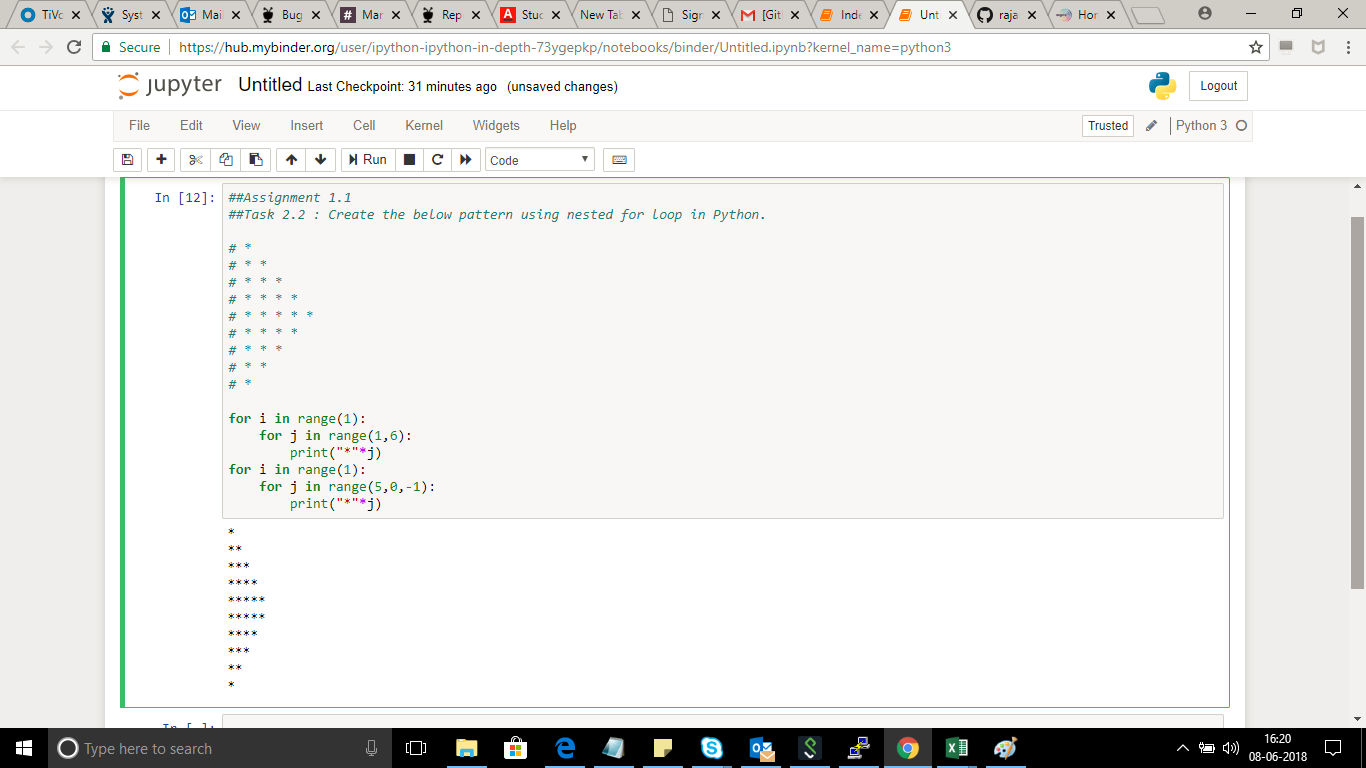 TiVo
Syst
Mai
Bug
Mar
Rep
Stuc
New Tab
Sign
[Git
Inde
Unt
raja
Hor
Secure
https://hub.mybinder.org/user/ipython-ipython-in-depth-73ygepkp/notebooks/binder/Untitled.ipynb?kernel_name=python3
jupyter Untitled Last Checkpoint: 31 minutes ago (unsaved changes)
Logout
File Edit View Insert Cell Kernel Widgets Help
Trusted
Python 3
Run
Code
In [12]:
##Assignment 1.1
##Task 2.2 : Create the below pattern using nested for loop in Python.
# *
# * *
# * * *
# * * * *
# * * * * *
# * * * *
# * * *
# * *
# *
for i in range(1):
    for j in range(1,6):
        print("*"*j)
for i in range(1):
    for j in range(5,0,-1):
        print("*"*j)
*
**
***
****
*****
*****
****
***
**
*
In [ ]:
Type here to search
16:20
08-06-2018